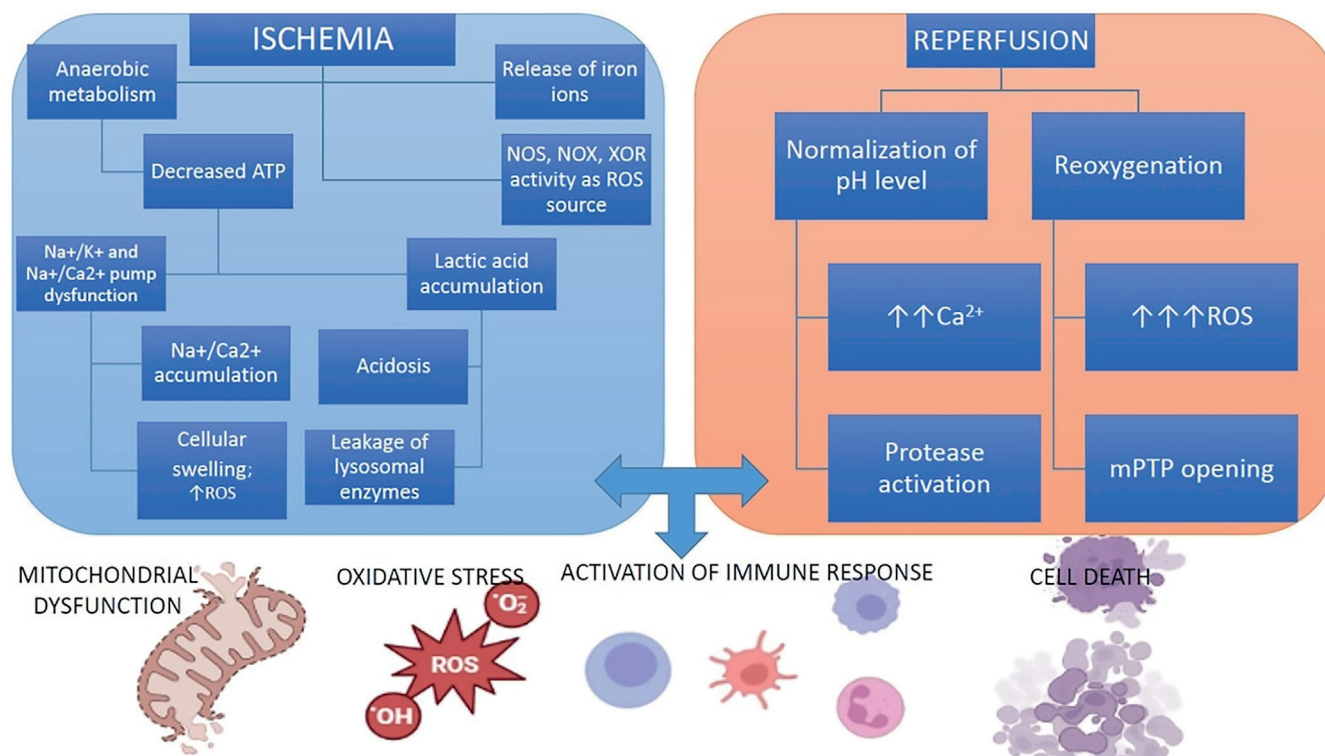 ISCHEMIA
Anaerobic
metabolism
Release of iron
ions
Decreased ATP
NOS, NOX, XOR
activity as ROS
source
Na+/K+ and
Na+/Ca2+ pump
dysfunction
Lactic acid
accumulation
Na+/Ca2+
accumulation
Acidosis
Cellular
swelling;
↑ROS
Leakage of
lysosomal
enzymes
REPERFUSION
Normalization of
pH level
Reoxygenation
↑↑Ca²⁺
↑↑↑ROS
Protease
activation
mPTP opening
MITOCHONDRIAL
DYSFUNCTION
OXIDATIVE STRESS
•O₂⁻
ROS
•OH
ACTIVATION OF IMMUNE RESPONSE
CELL DEATH